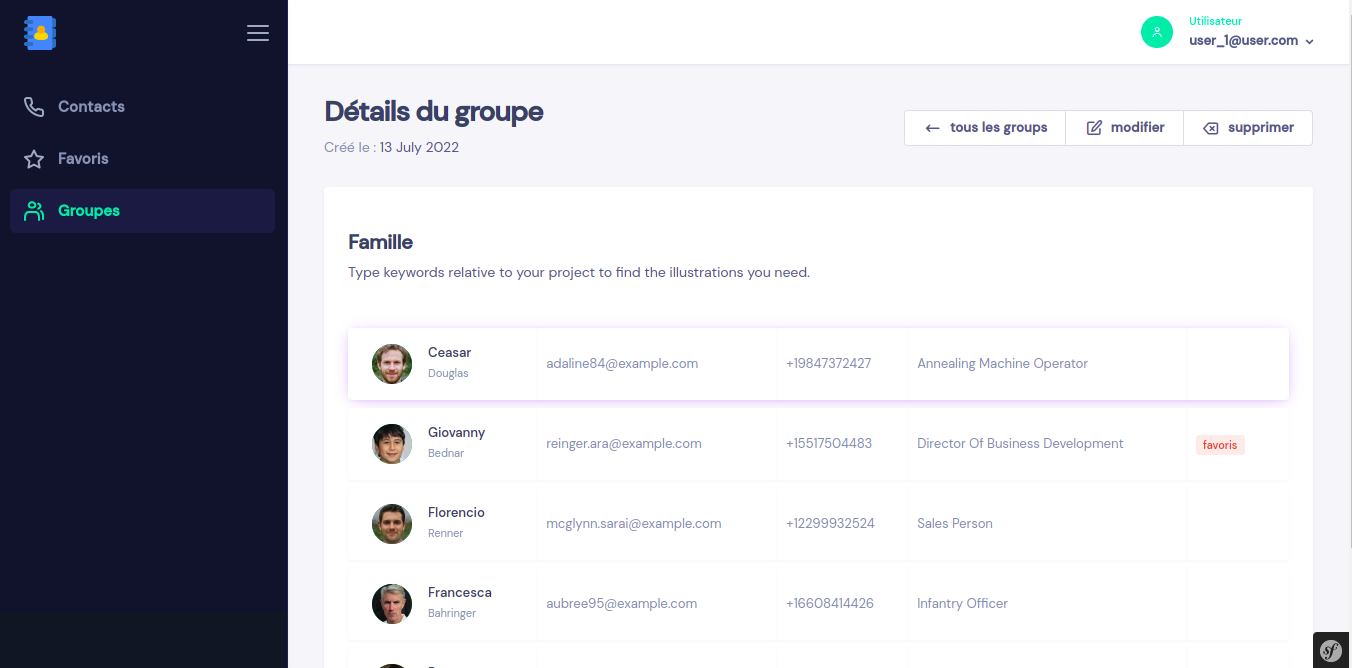 Utilisateur
user_1@user.com
Contacts
Favoris
Groupes
Détails du groupe
Créé le : 13 July 2022
tous les groups
modifier
supprimer
Famille
Type keywords relative to your project to find the illustrations you need.
Ceasar
Douglas
adaline84@example.com
+19847372427
Annealing Machine Operator
Giovanny
Bednar
reinger.ara@example.com
+15517504483
Director Of Business Development
favoris
Florencio
Renner
mcglynn.sarai@example.com
+12299932524
Sales Person
Francesca
Bahringer
aubree95@example.com
+16608414426
Infantry Officer
sf